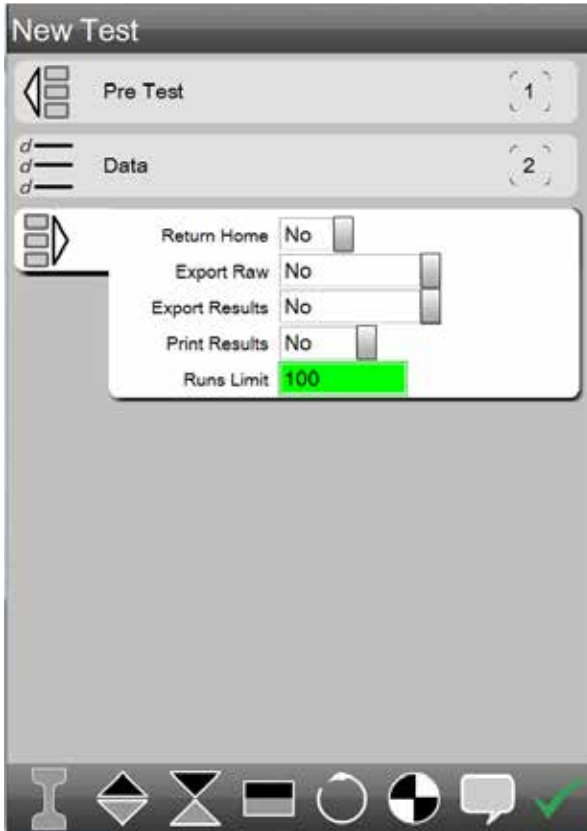 New Test
Pre Test 1
d
d Data 2
d
Return Home No
Export Raw No
Export Results No
Print Results No
Runs Limit 100